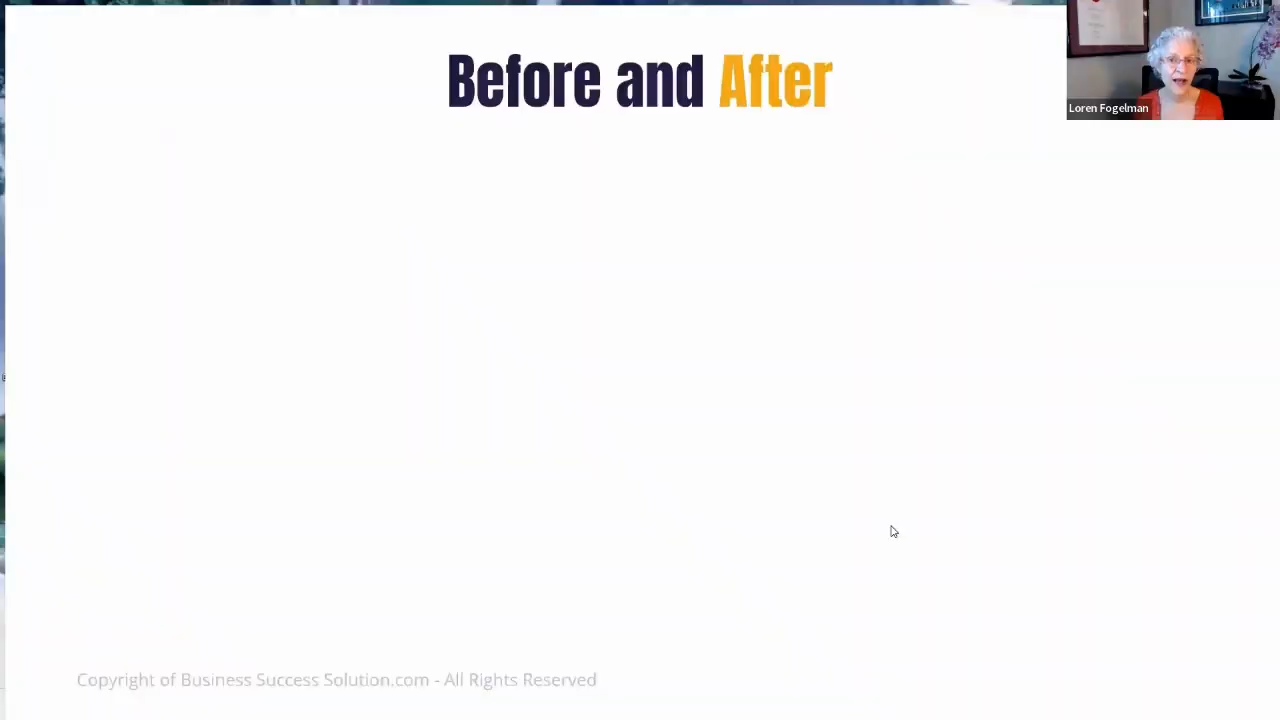 Before and After
Loren Fogelman
Copyright of Business Success Solution.com - All Rights Reserved